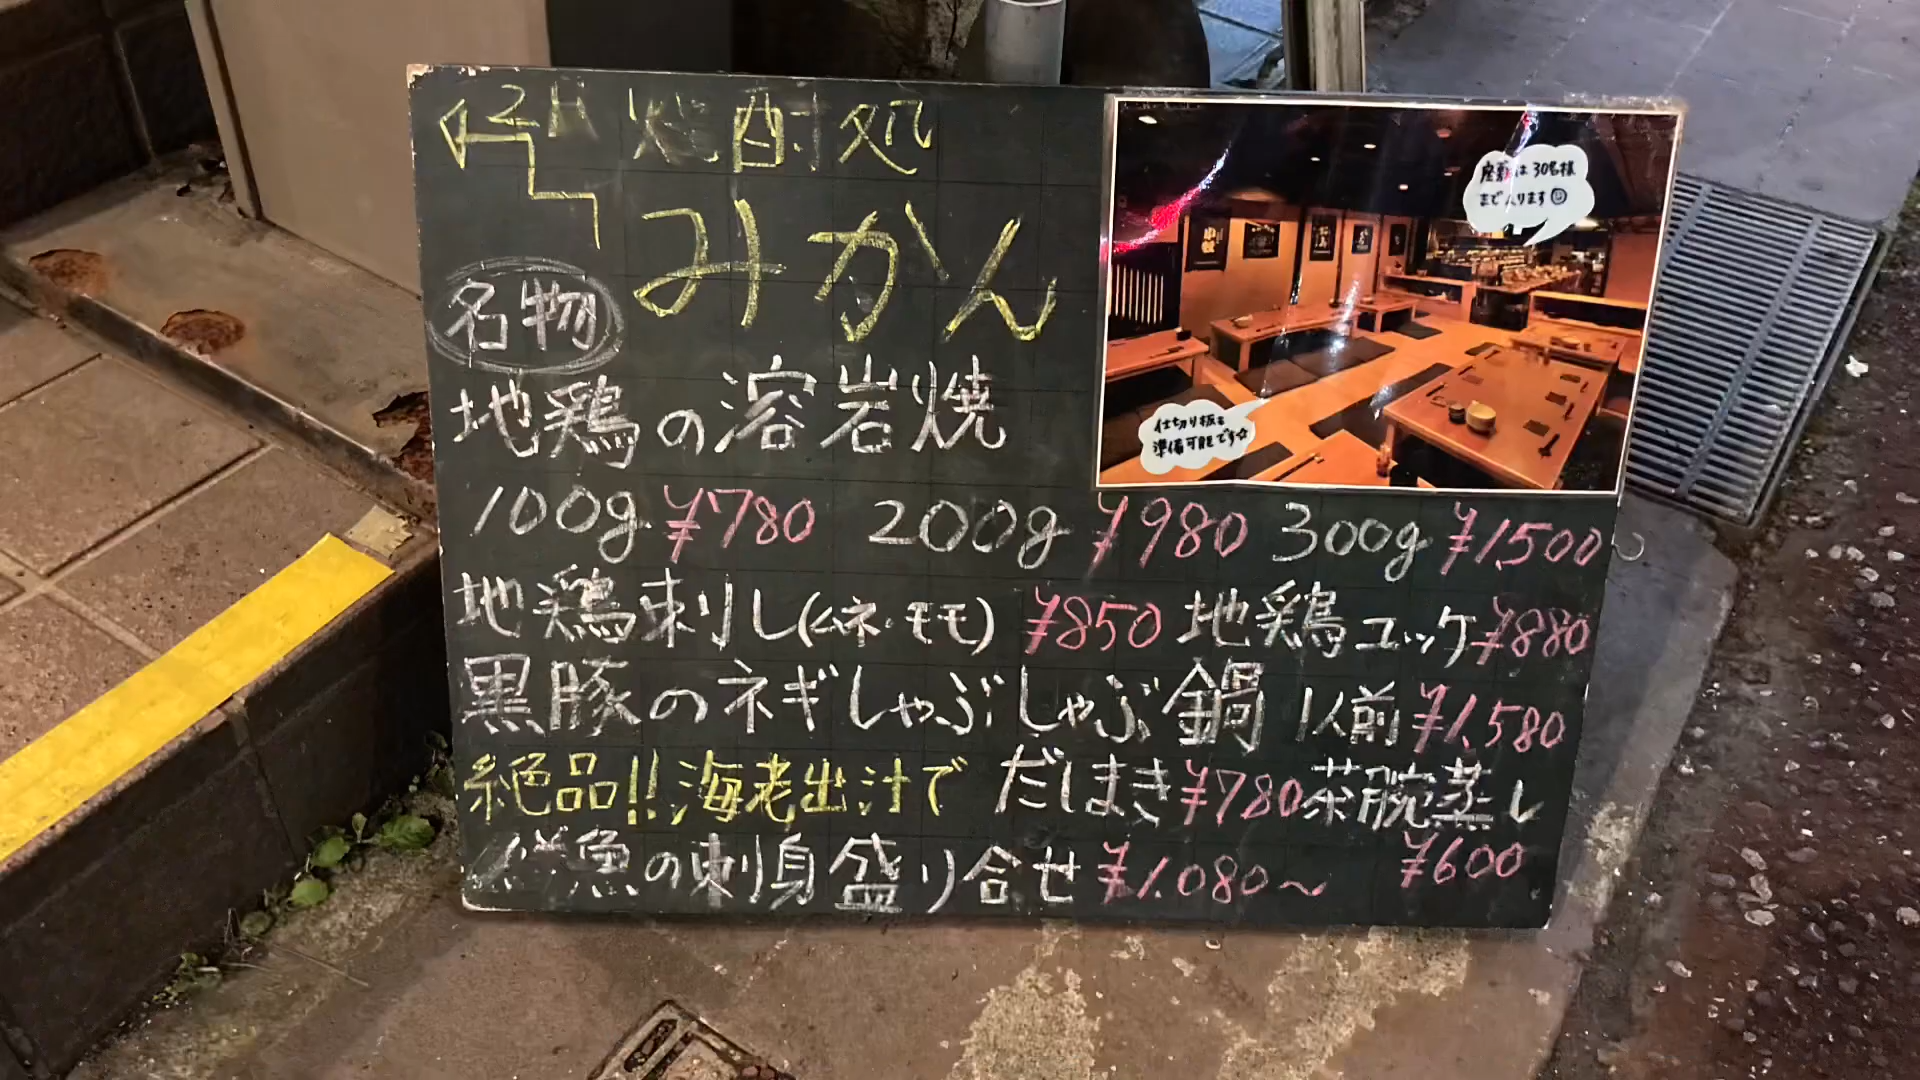 2F 焼酎処
みかん
名物
地鶏の溶岩焼
100g ¥780 200g ¥980 300g ¥1,500
地鶏刺し(ムネ・モモ) ¥850 地鶏ユッケ ¥880
黒豚のネギしゃぶしゃぶ鍋 1人前 ¥1,580
絶品!! 海老出汁で だしまき ¥780 茶腕蒸し
鮮魚の刺身盛り合せ ¥1,080〜 ¥600
座敷は30名様
まで入ります
仕切り板も
準備可能です☆